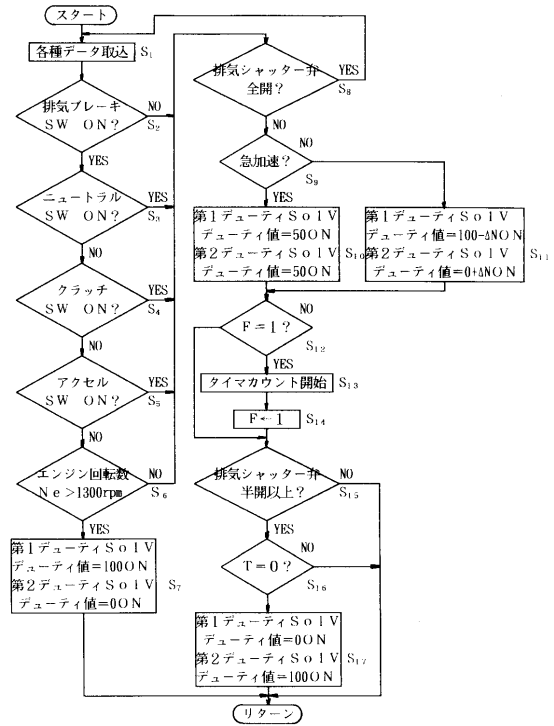 スタート
各種データ取込
S1
排気ブレーキ
SW ON?
NO
S2
YES
ニュートラル
SW ON?
YES
S3
NO
クラッチ
SW ON?
YES
S4
NO
アクセル
SW ON?
YES
S5
NO
エンジン回転数
Ne>1300rpm
NO
S6
YES
第1デューティSolV
デューティ値=100ON
第2デューティSolV
デューティ値=0ON
S7
排気シャッター弁
全開?
YES
S8
NO
急加速?
NO
S9
YES
第1デューティSolV
デューティ値=50ON
第2デューティSolV
デューティ値=50ON
S10
第1デューティSolV
デューティ値=100-ΔNON
第2デューティSolV
デューティ値=0+ΔNON
S11
F=1?
NO
S12
YES
タイマカウント開始
S13
F←1
S14
排気シャッター弁
半開以上?
NO
S15
YES
T=0?
NO
S16
YES
第1デューティSolV
デューティ値=0ON
第2デューティSolV
デューティ値=100ON
S17
リターン